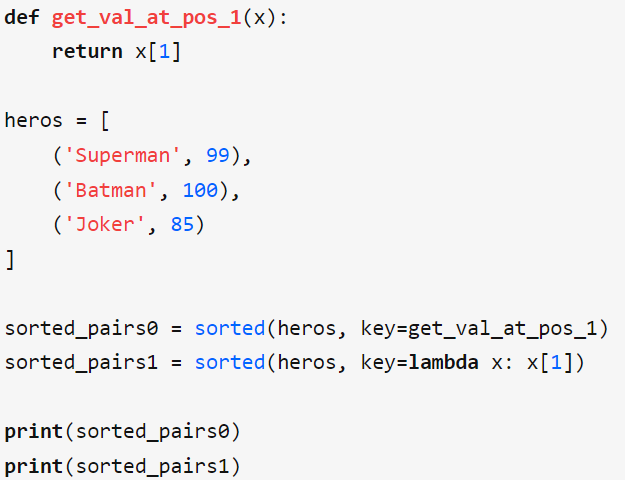 def get_val_at_pos_1(x):
    return x[1]

heros = [
    ('Superman', 99),
    ('Batman', 100),
    ('Joker', 85)
]

sorted_pairs0 = sorted(heros, key=get_val_at_pos_1)
sorted_pairs1 = sorted(heros, key=lambda x: x[1])

print(sorted_pairs0)
print(sorted_pairs1)